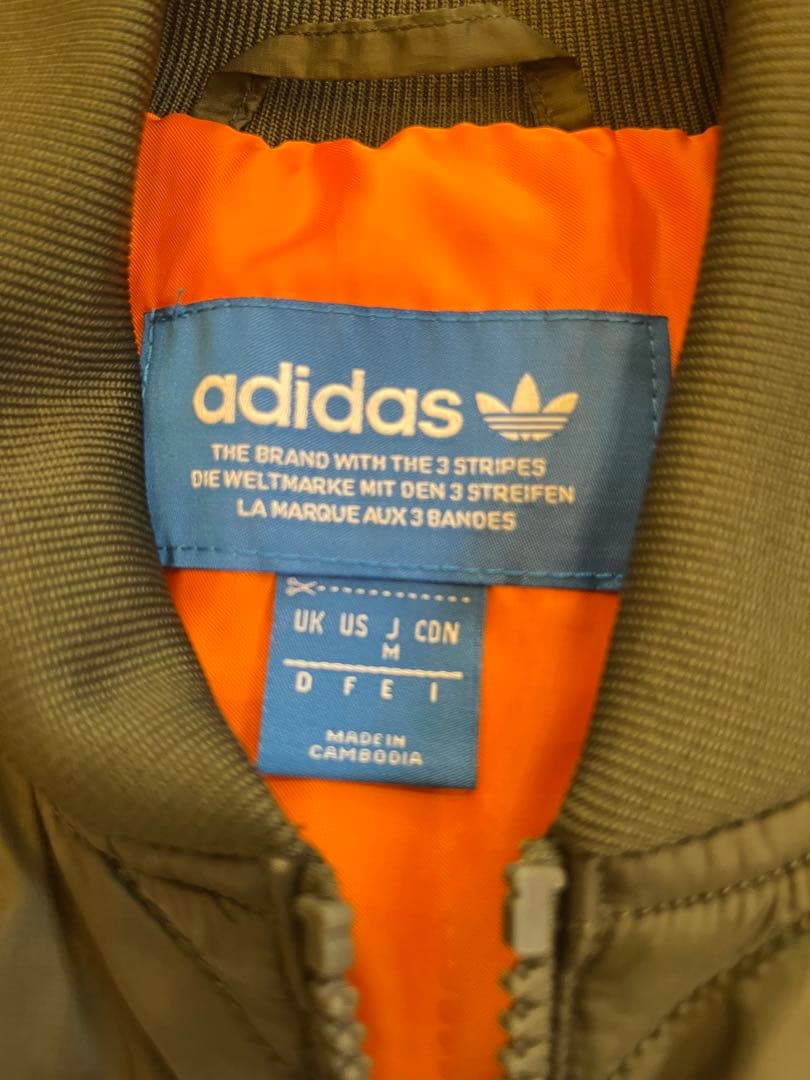 adidas
THE BRAND WITH THE 3 STRIPES
DIE WELTMARKE MIT DEN 3 STREIFEN
LA MARQUE AUX 3 BANDES
UK US J CDN
M
D F E I
MADE IN
CAMBODIA